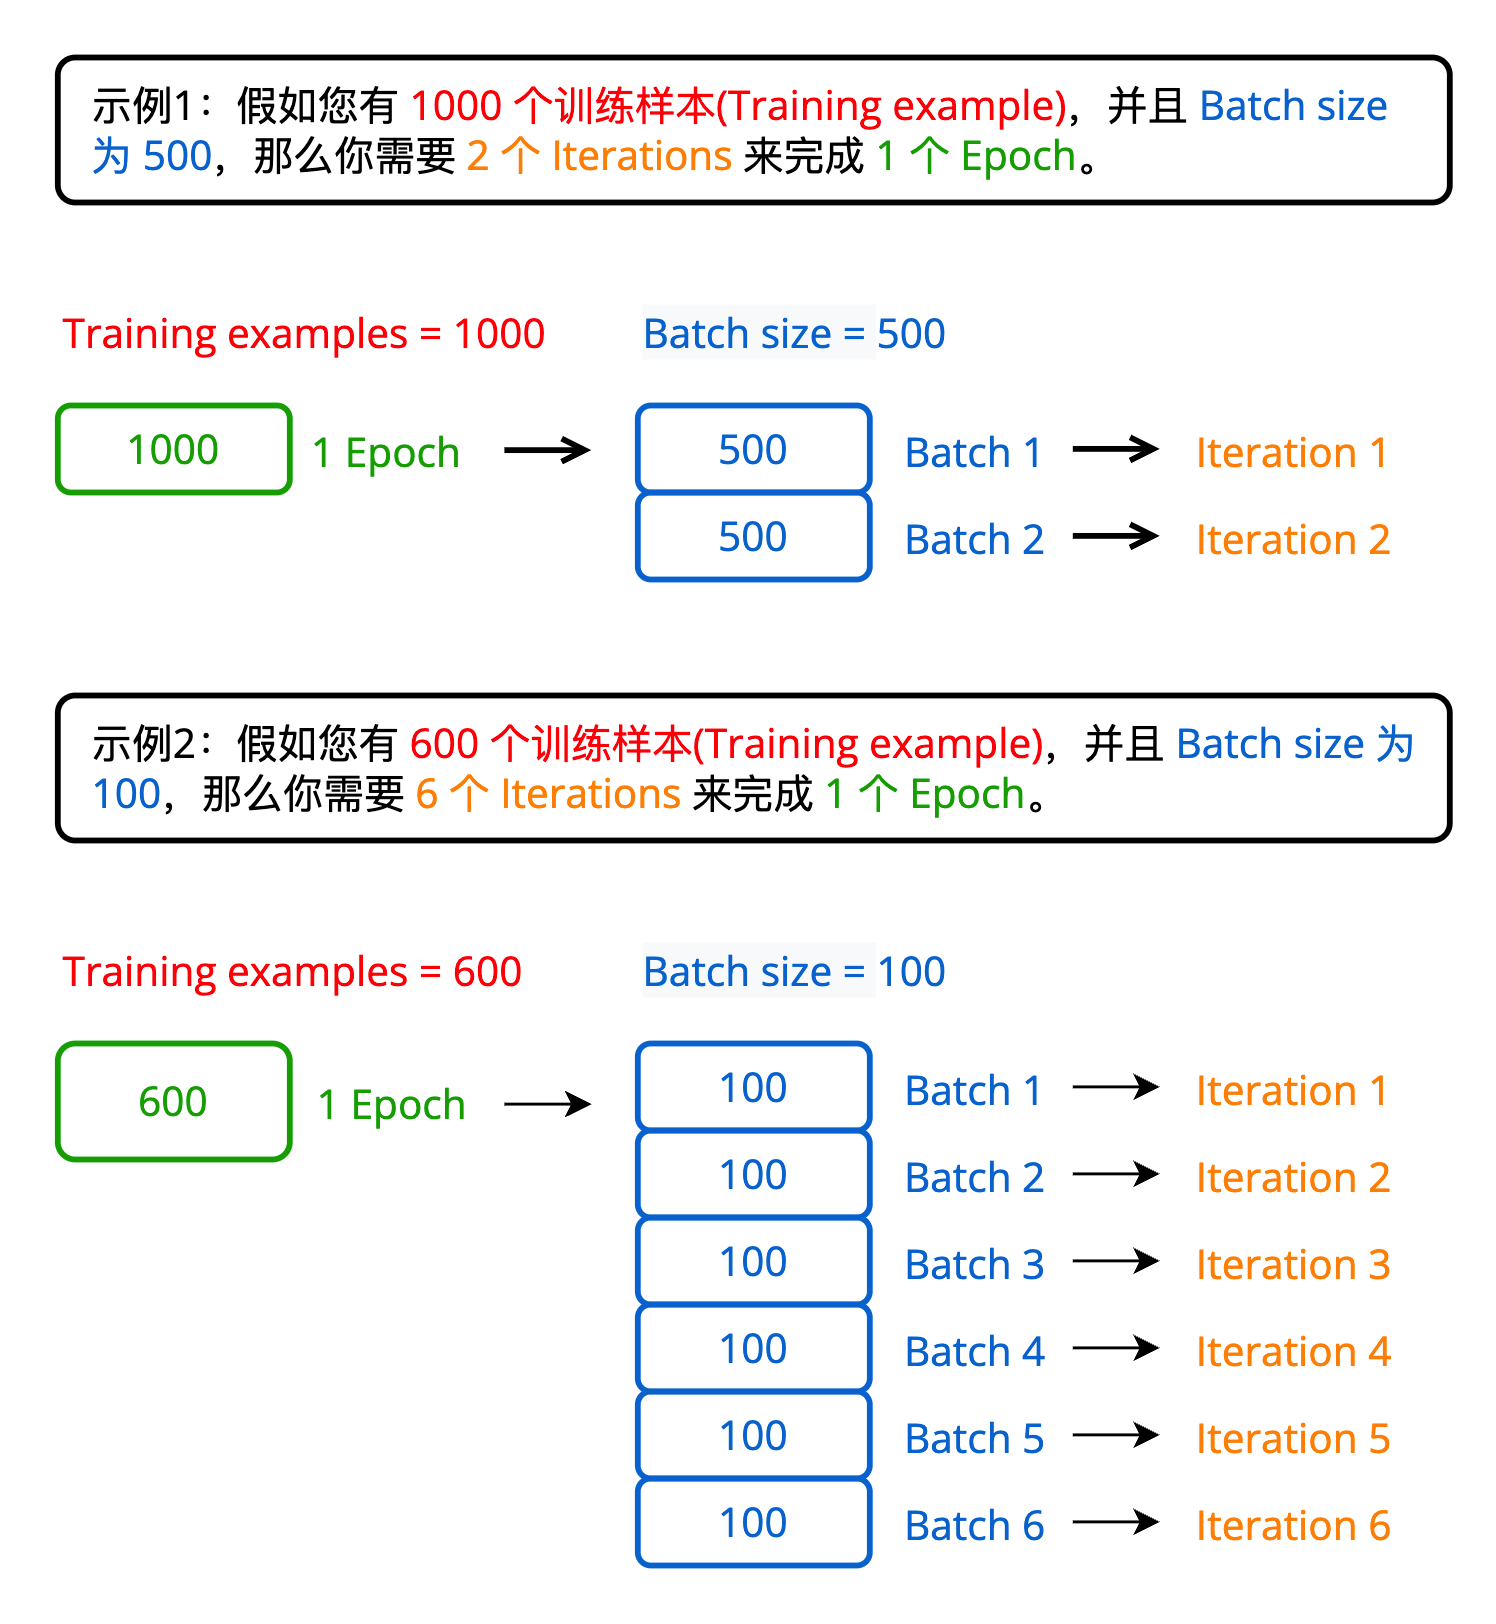 示例1：假如您有 1000 个训练样本(Training example)，并且 Batch size
为 500，那么你需要 2 个 Iterations 来完成 1 个 Epoch。
Training examples = 1000
Batch size = 500
1000
1 Epoch
500
Batch 1
Iteration 1
500
Batch 2
Iteration 2
示例2：假如您有 600 个训练样本(Training example)，并且 Batch size 为
100，那么你需要 6 个 Iterations 来完成 1 个 Epoch。
Training examples = 600
Batch size = 100
600
1 Epoch
100
Batch 1
Iteration 1
100
Batch 2
Iteration 2
100
Batch 3
Iteration 3
100
Batch 4
Iteration 4
100
Batch 5
Iteration 5
100
Batch 6
Iteration 6